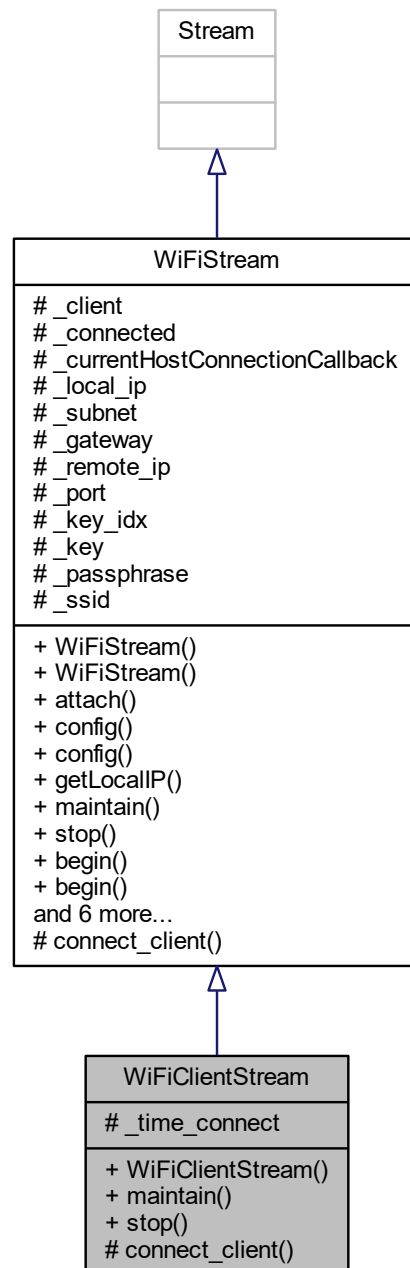 Stream
WiFiStream
# _client
# _connected
# _currentHostConnectionCallback
# _local_ip
# _subnet
# _gateway
# _remote_ip
# _port
# _key_idx
# _key
# _passphrase
# _ssid
+ WiFiStream()
+ WiFiStream()
+ attach()
+ config()
+ config()
+ getLocalIP()
+ maintain()
+ stop()
+ begin()
+ begin()
and 6 more...
# connect_client()
WiFiClientStream
# _time_connect
+ WiFiClientStream()
+ maintain()
+ stop()
# connect_client()